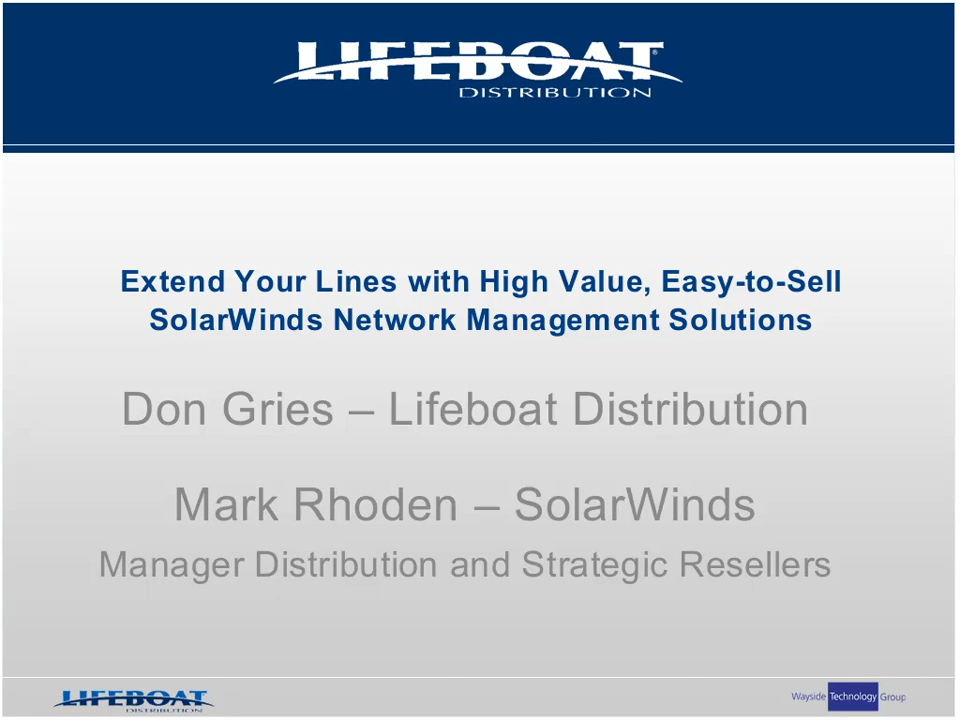 LIFEBOAT®
DISTRIBUTION
Extend Your Lines with High Value, Easy-to-Sell
SolarWinds Network Management Solutions
Don Gries – Lifeboat Distribution
Mark Rhoden – SolarWinds
Manager Distribution and Strategic Resellers
LIFEBOAT
DISTRIBUTION
Wayside Technology Group